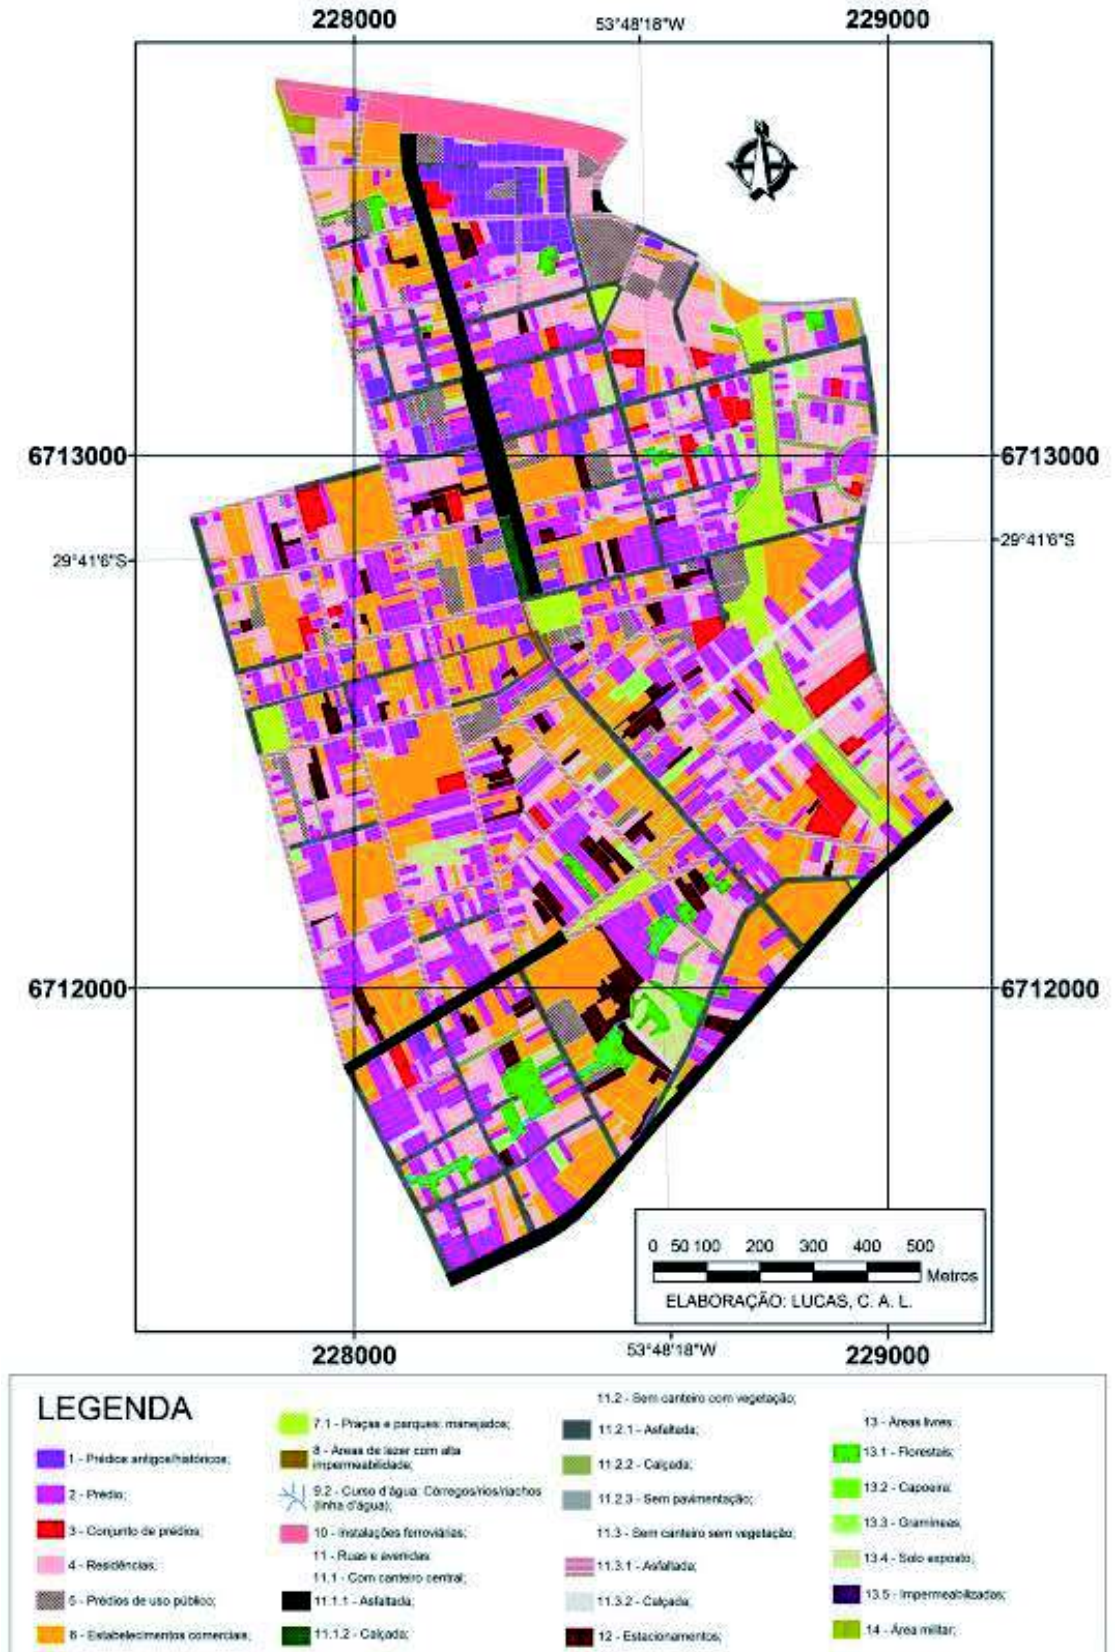 228000
53°48'18"W
229000
N
6713000
6713000
29°41'6"S
29°41'6"S
6712000
6712000
0 50 100 200 300 400 500
Metros
ELABORAÇÃO: LUCAS, C. A. L.
228000
53°48'18"W
229000
LEGENDA
1 - Prédios antigos/históricos;
2 - Prédio;
3 - Conjunto de prédios;
4 - Residências;
5 - Prédios de uso público;
6 - Estabelecimentos comerciais;
7.1 - Praças e parques: manejados;
8 - Áreas de lazer com alta
impermeabilidade;
9.2 - Curso d'água: Córregos/rios/riachos
(linha d'água);
10 - Instalações ferroviárias;
11 - Ruas e avenidas:
11.1 - Com canteiro central;
11.1.1 - Asfaltada;
11.1.2 - Calçada;
11.2 - Sem canteiro com vegetação;
11.2.1 - Asfaltada;
11.2.2 - Calçada;
11.2.3 - Sem pavimentação;
11.3 - Sem canteiro sem vegetação;
11.3.1 - Asfaltada;
11.3.2 - Calçada;
12 - Estacionamentos;
13 - Áreas livres:
13.1 - Florestais;
13.2 - Capoeira;
13.3 - Gramíneas;
13.4 - Solo exposto;
13.5 - Impermeabilizadas;
14 - Área militar;